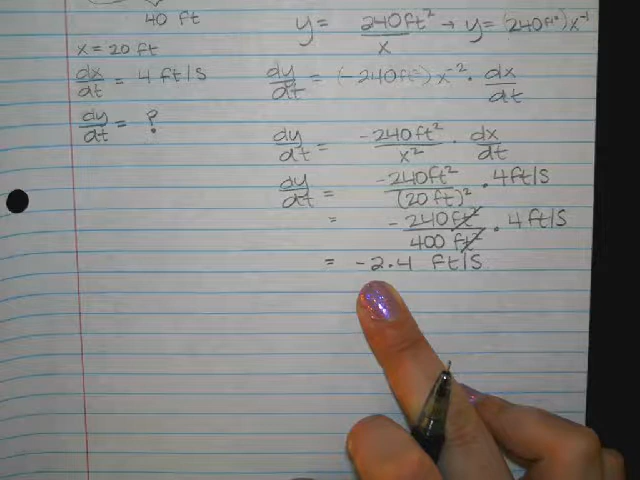 40 ft
y = 240ft² / x → y = (240ft²)x⁻¹
x = 20 ft
dx/dt = 4 ft/s
dy/dt = (-240ft²)x⁻² · dx/dt
dy/dt = ?
dy/dt = -240ft² / x² · dx/dt
dy/dt = -240ft² / (20 ft)² · 4ft/s
= -240ft² / 400 ft² · 4ft/s
= -2.4 ft/s